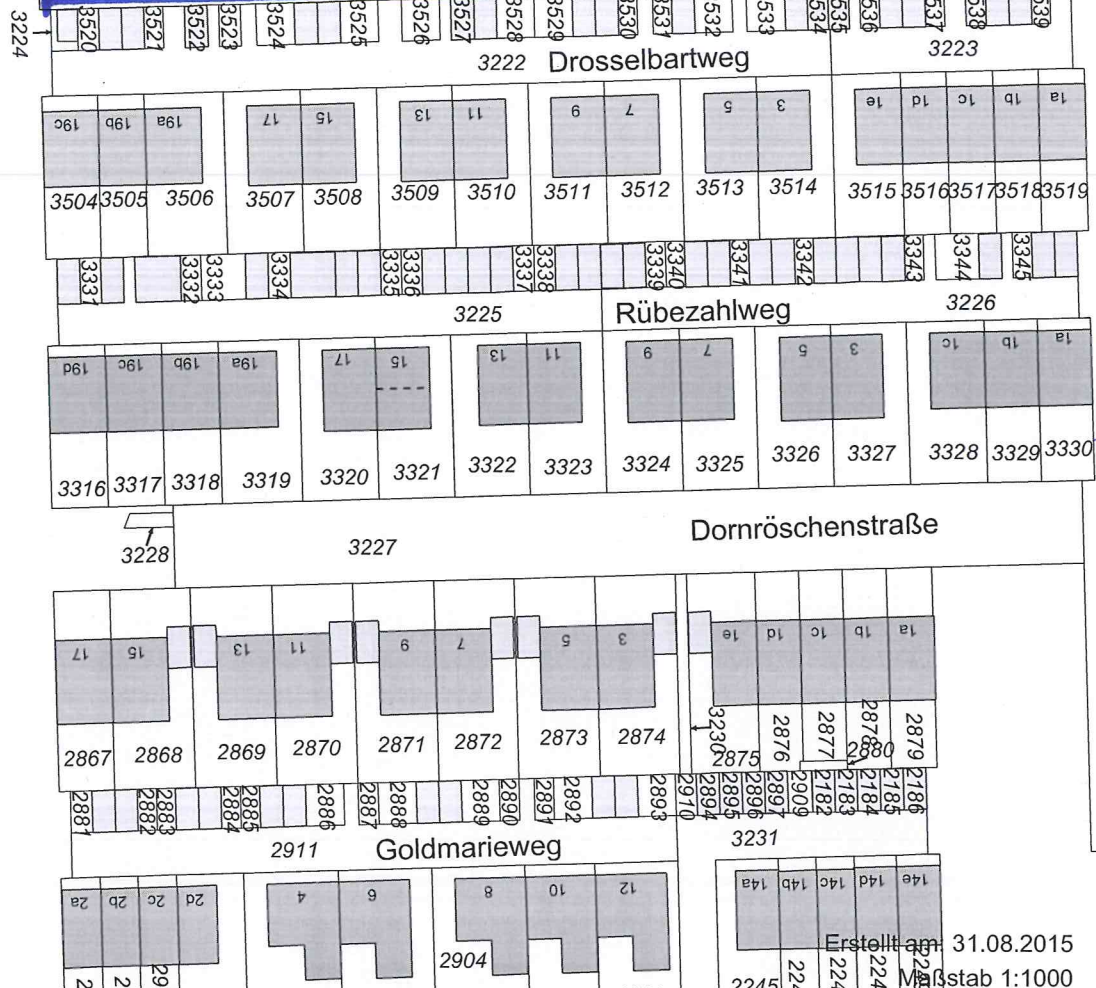 3224
3520 3521 3522 3523 3524 3525 3526 3527 3528 3529 3530 3531 3532 3533 3534 3535 3536 3537 3538 3539
3222 Drosselbartweg 3223
19c 19b 19a 17 15 13 11 9 7 5 3 1e 1d 1c 1b 1a
3504 3505 3506 3507 3508 3509 3510 3511 3512 3513 3514 3515 3516 3517 3518 3519
3331 3332 3333 3334 3335 3336 3337 3338 3339 3340 3341 3342 3343 3344 3345
3225 Rübezahlweg 3226
19d 19c 19b 19a 17 15 13 11 9 7 5 3 1c 1b 1a
3316 3317 3318 3319 3320 3321 3322 3323 3324 3325 3326 3327 3328 3329 3330
3228 3227 Dornröschenstraße
17 15 13 11 9 7 5 3 1e 1d 1c 1b 1a
2867 2868 2869 2870 2871 2872 2873 2874 3230 2875 2876 2877 2878 2880 2879
2881 2882 2883 2884 2885 2886 2887 2888 2889 2890 2891 2892 2893 2910 2894 2895 2896 2897 2909 2182 2183 2184 2185 2186
2911 Goldmarieweg 3231
2a 2b 2c 2d 4 6 8 10 12 14a 14b 14c 14d 14e
2904 2245
Erstellt am: 31.08.2015
Maßstab 1:1000